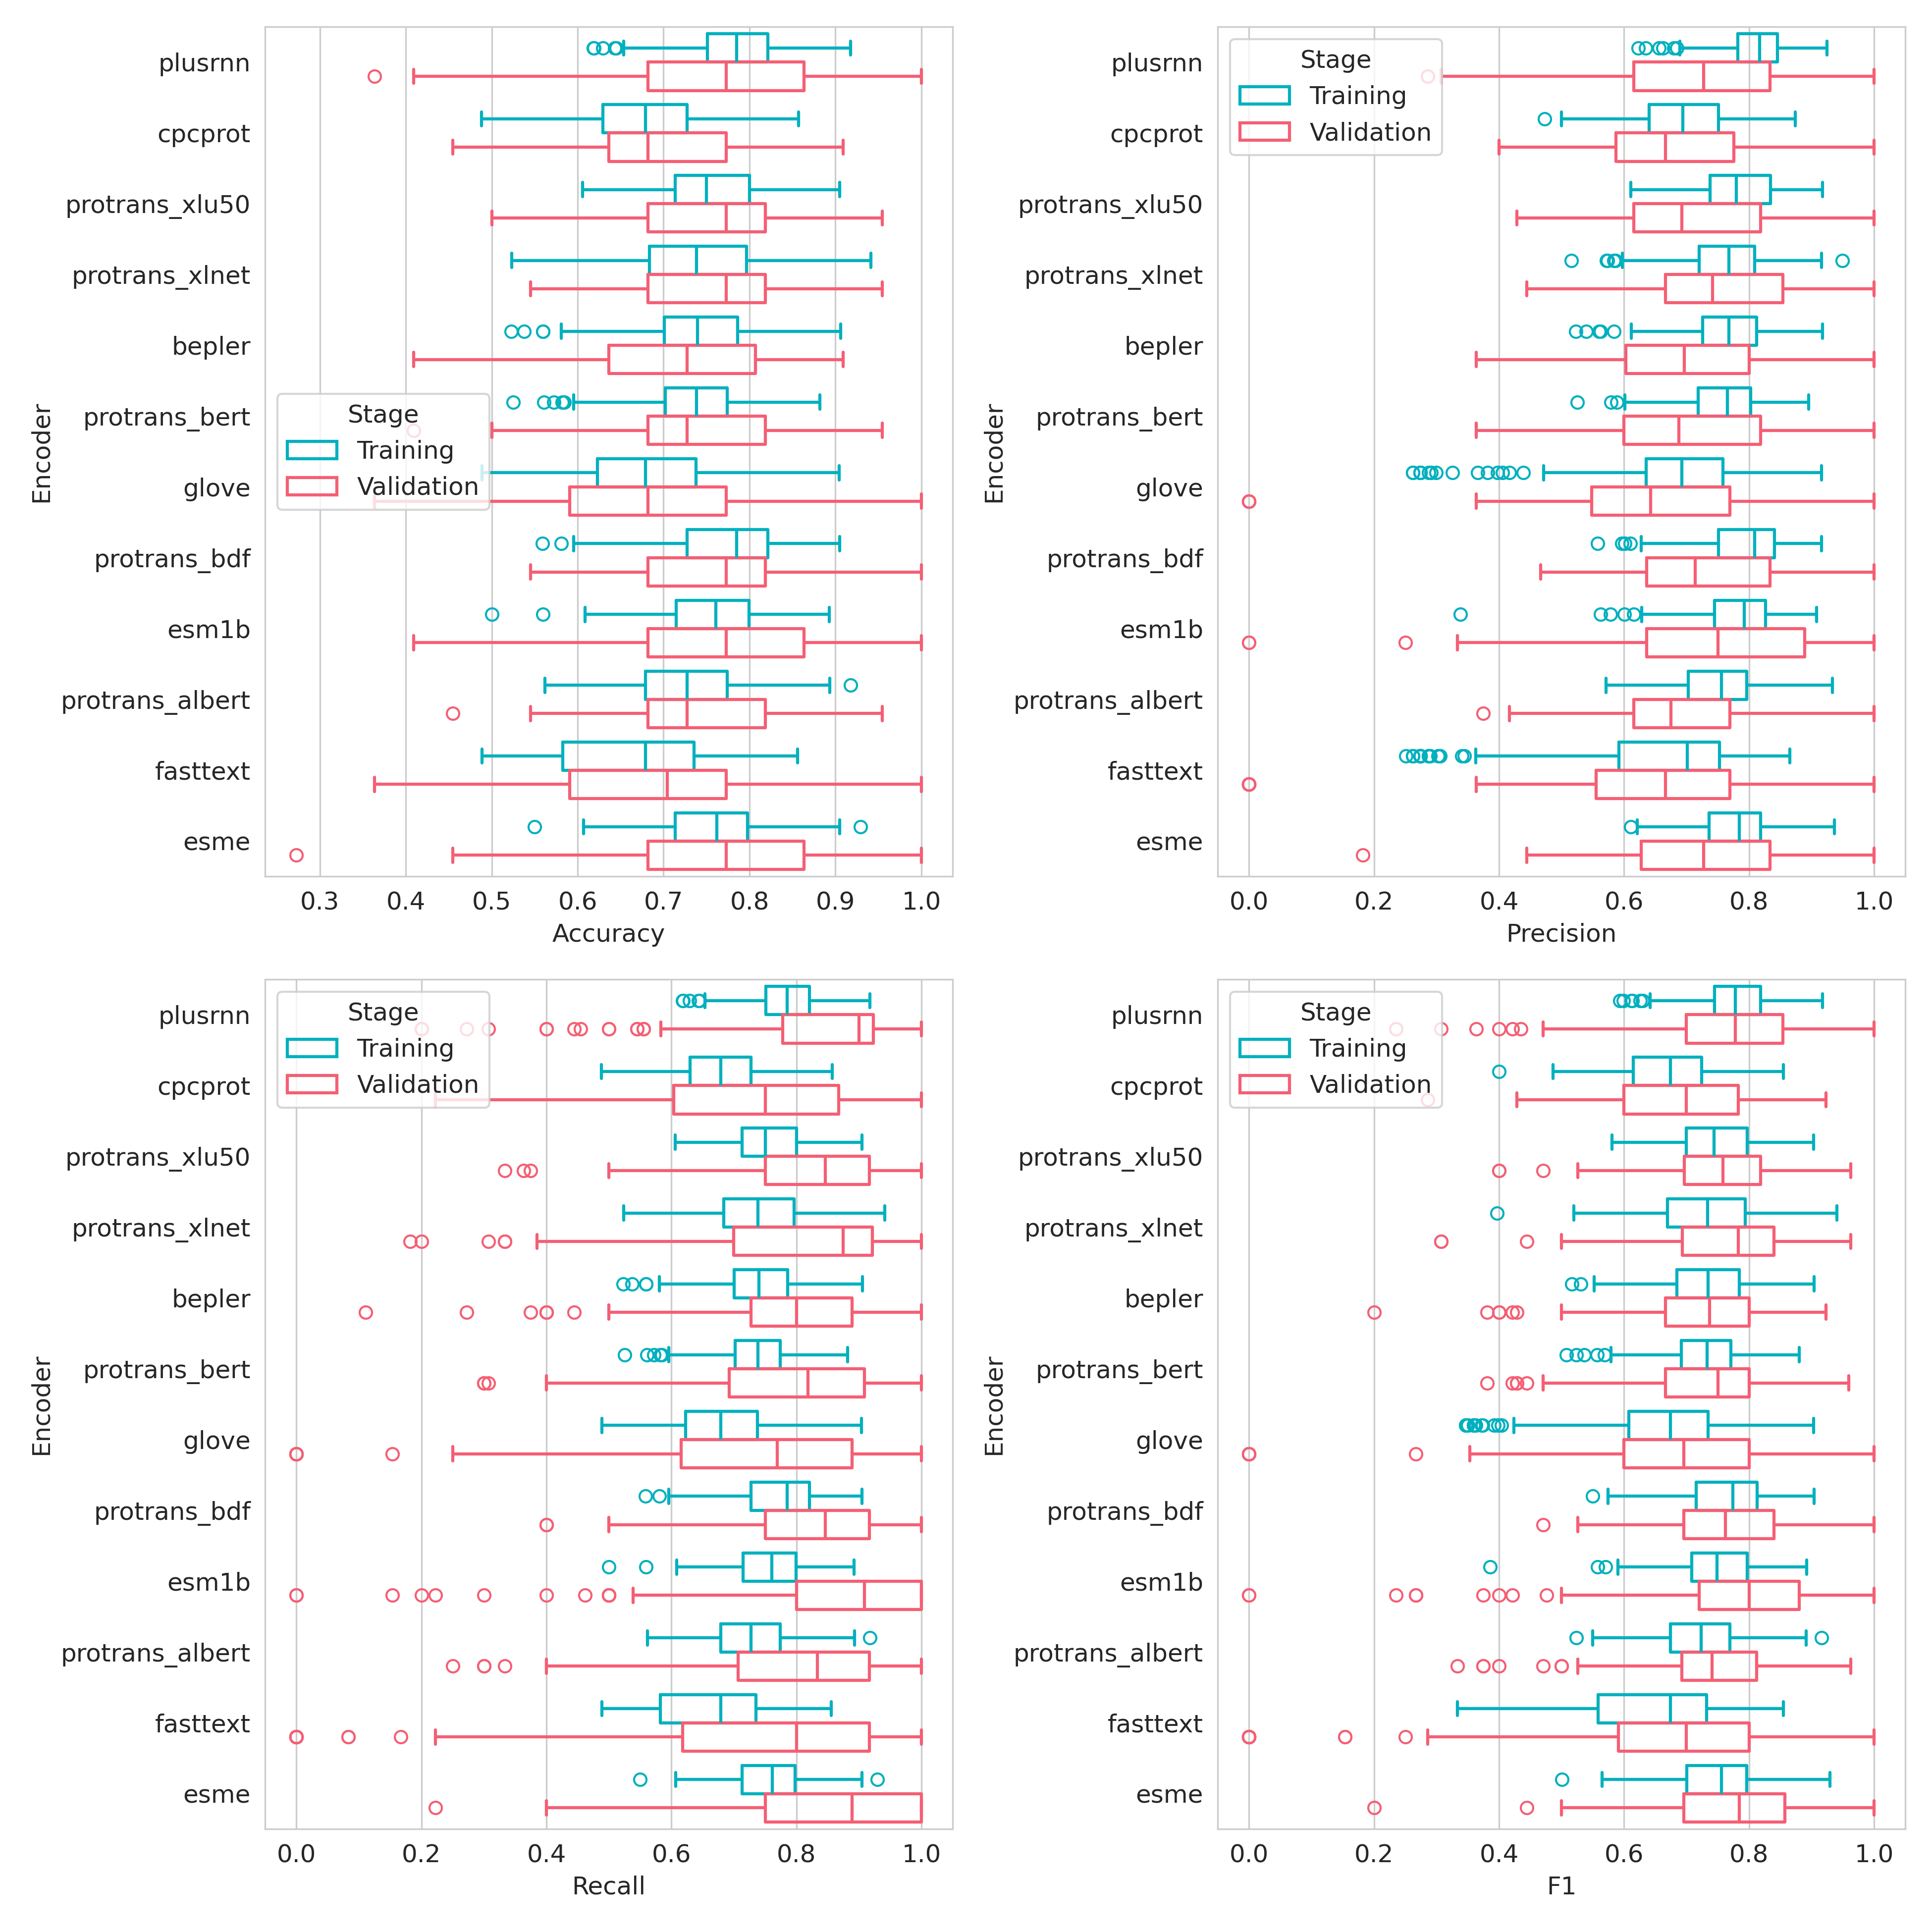 plusrnn
cpcprot
protrans_xlu50
protrans_xlnet
bepler
protrans_bert
glove
protrans_bdf
esm1b
protrans_albert
fasttext
esme
Encoder
Stage
Training
Validation
0.3 0.4 0.5 0.6 0.7 0.8 0.9 1.0
Accuracy
plusrnn
cpcprot
protrans_xlu50
protrans_xlnet
bepler
protrans_bert
glove
protrans_bdf
esm1b
protrans_albert
fasttext
esme
Encoder
Stage
Training
Validation
0.0 0.2 0.4 0.6 0.8 1.0
Precision
plusrnn
cpcprot
protrans_xlu50
protrans_xlnet
bepler
protrans_bert
glove
protrans_bdf
esm1b
protrans_albert
fasttext
esme
Encoder
Stage
Training
Validation
0.0 0.2 0.4 0.6 0.8 1.0
Recall
plusrnn
cpcprot
protrans_xlu50
protrans_xlnet
bepler
protrans_bert
glove
protrans_bdf
esm1b
protrans_albert
fasttext
esme
Encoder
Stage
Training
Validation
0.0 0.2 0.4 0.6 0.8 1.0
F1